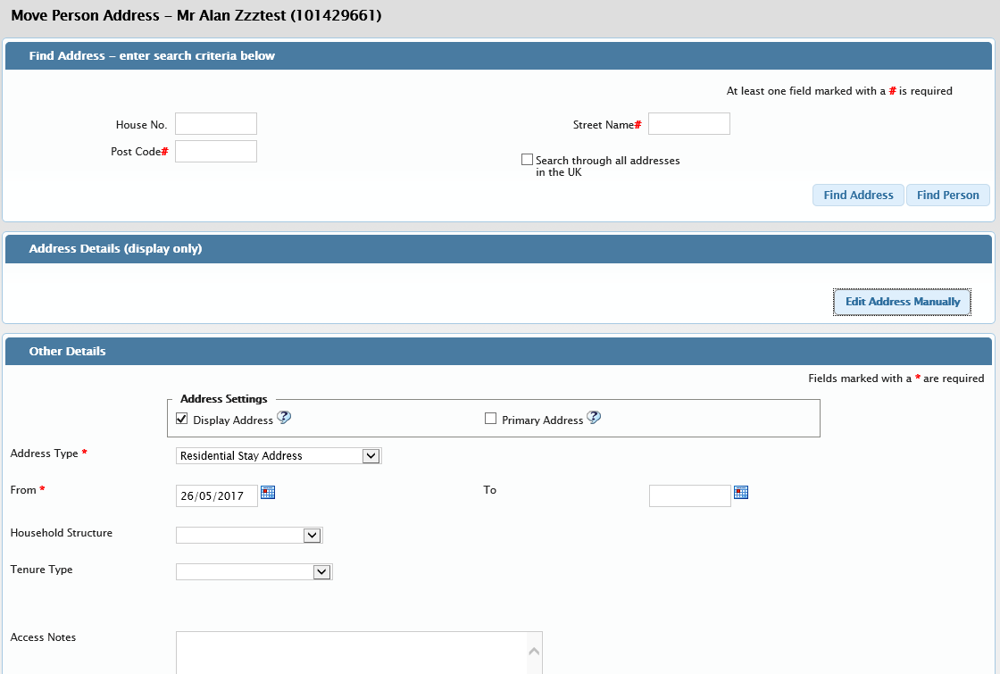 Move Person Address – Mr Alan Zzztest (101429661)
Find Address – enter search criteria below
At least one field marked with a # is required
House No.
Street Name#
Post Code#
Search through all addresses
in the UK
Find Address
Find Person
Address Details (display only)
Edit Address Manually
Other Details
Fields marked with a * are required
Address Settings
Display Address ?
Primary Address ?
Address Type *
Residential Stay Address
From *
26/05/2017
To
Household Structure
Tenure Type
Access Notes